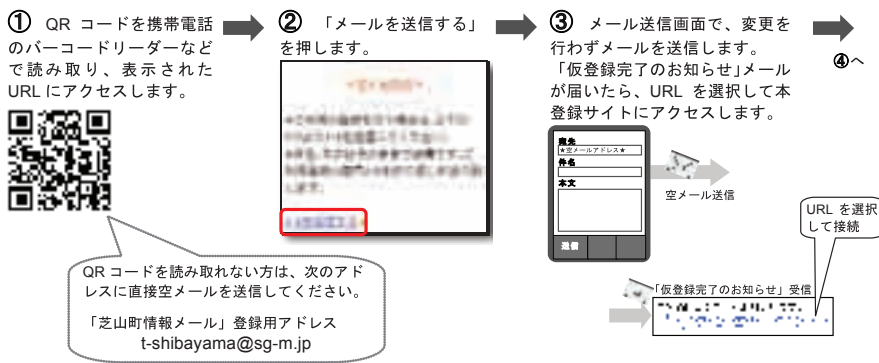 ① QR コードを携帯電話
のバーコードリーダーなど
で読み取り、表示された
URL にアクセスします。
QR コードを読み取れない方は、次のアド
レスに直接空メールを送信してください。
「芝山町情報メール」登録用アドレス
t-shibayama@sg-m.jp
② 「メールを送信する」
を押します。
③ メール送信画面で、変更を
行わずメールを送信します。
「仮登録完了のお知らせ」メール
が届いたら、URL を選択して本
登録サイトにアクセスします。
宛先
★空メールアドレス★
件名
本文
送信
空メール送信
URL を選択
して接続
「仮登録完了のお知らせ」受信
④へ